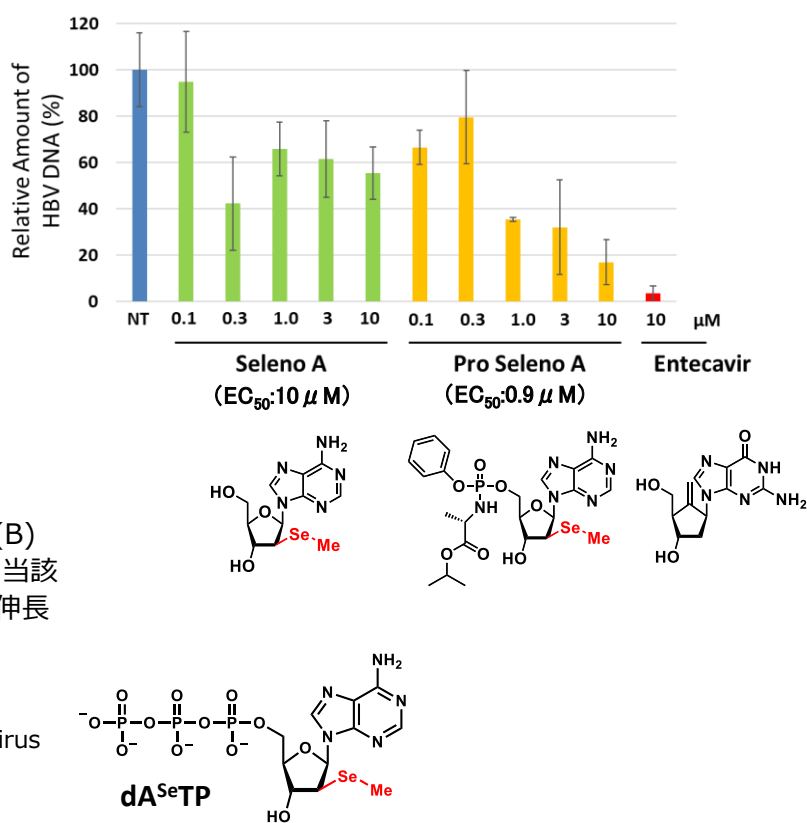 Relative Amount of
HBV DNA (%)
120
100
80
60
40
20
0
NT 0.1 0.3 1.0 3 10 0.1 0.3 1.0 3 10 10 μM
Seleno A Pro Seleno A Entecavir
(EC50:10 μM) (EC50:0.9 μM)
NH2
N
N
N
N
HO
O
Se
Me
HO
NH2
N
N
N
N
O
O
P
O
NH
O
Se
Me
HO
O
O
O
N
NH
N
N
NH2
HO
HO
(B)
当該
伸長
irus
NH2
N
N
N
N
O O O
−O P O P O P O
O− O− O−
O
Se
Me
HO
dASeTP